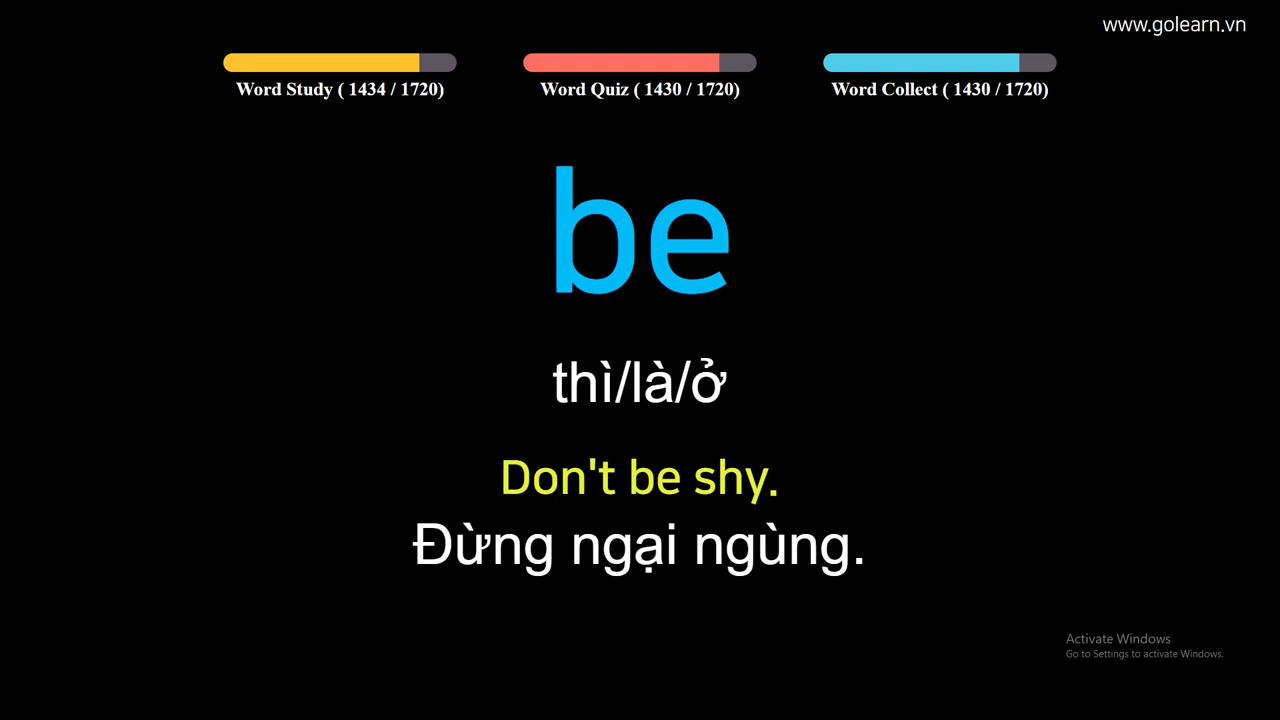 www.golearn.vn
Word Study ( 1434 / 1720)
Word Quiz ( 1430 / 1720)
Word Collect ( 1430 / 1720)
be
thì/là/ở
Don't be shy.
Đừng ngại ngùng.
Activate Windows
Go to Settings to activate Windows.